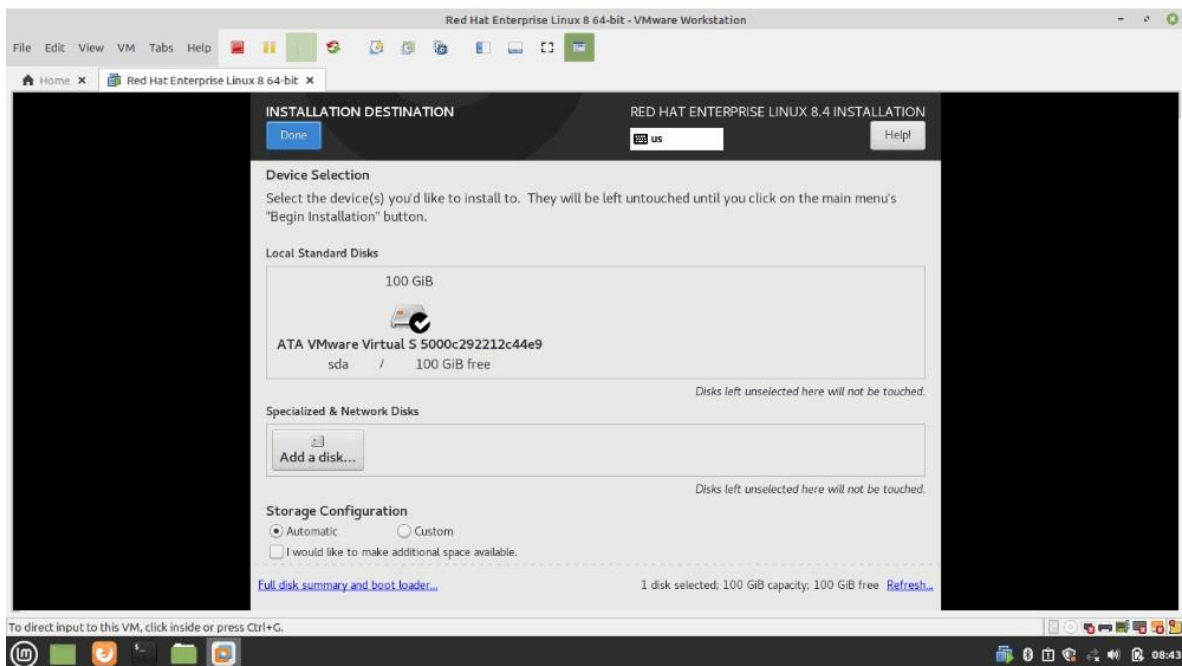 Red Hat Enterprise Linux 8 64-bit - VMware Workstation
File Edit View VM Tabs Help
Home Red Hat Enterprise Linux 8 64-bit
INSTALLATION DESTINATION
RED HAT ENTERPRISE LINUX 8.4 INSTALLATION
Done
us
Help!
Device Selection
Select the device(s) you'd like to install to. They will be left untouched until you click on the main menu's
"Begin Installation" button.
Local Standard Disks
100 GiB
ATA VMware Virtual S 5000c292212c44e9
sda / 100 GiB free
Disks left unselected here will not be touched.
Specialized & Network Disks
Add a disk...
Disks left unselected here will not be touched.
Storage Configuration
Automatic Custom
I would like to make additional space available.
Full disk summary and boot loader...
1 disk selected; 100 GiB capacity; 100 GiB free Refresh...
To direct input to this VM, click inside or press Ctrl+G.
08:43